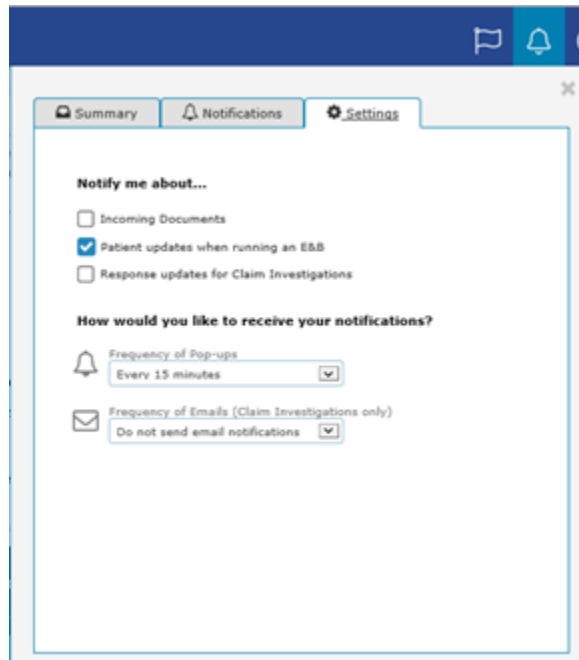 Summary Notifications Settings
Notify me about...
Incoming Documents
Patient updates when running an E&B
Response updates for Claim Investigations
How would you like to receive your notifications?
Frequency of Pop-ups
Every 15 minutes
Frequency of Emails (Claim Investigations only)
Do not send email notifications